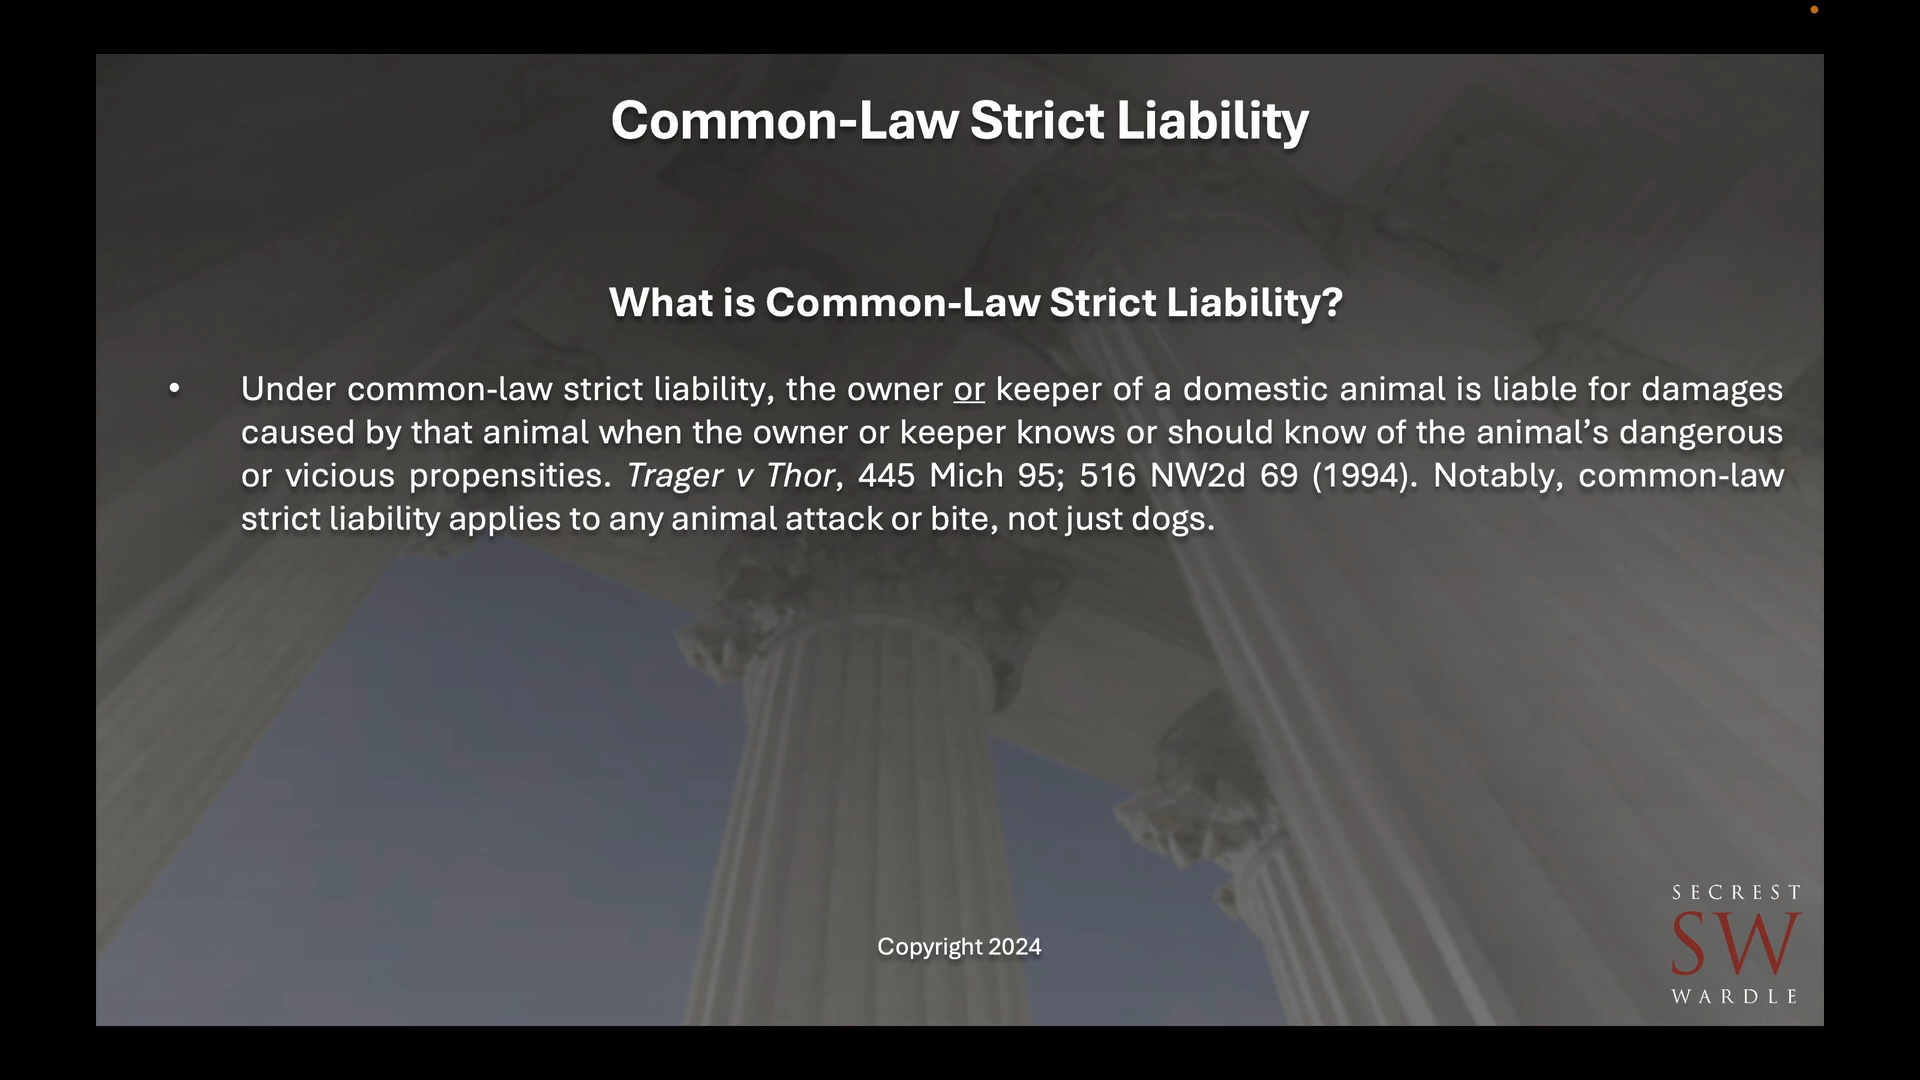 Common-Law Strict Liability
What is Common-Law Strict Liability?
• Under common-law strict liability, the owner or keeper of a domestic animal is liable for damages
caused by that animal when the owner or keeper knows or should know of the animal’s dangerous
or vicious propensities. Trager v Thor, 445 Mich 95; 516 NW2d 69 (1994). Notably, common-law
strict liability applies to any animal attack or bite, not just dogs.
Copyright 2024
SECREST
SW
WARDLE